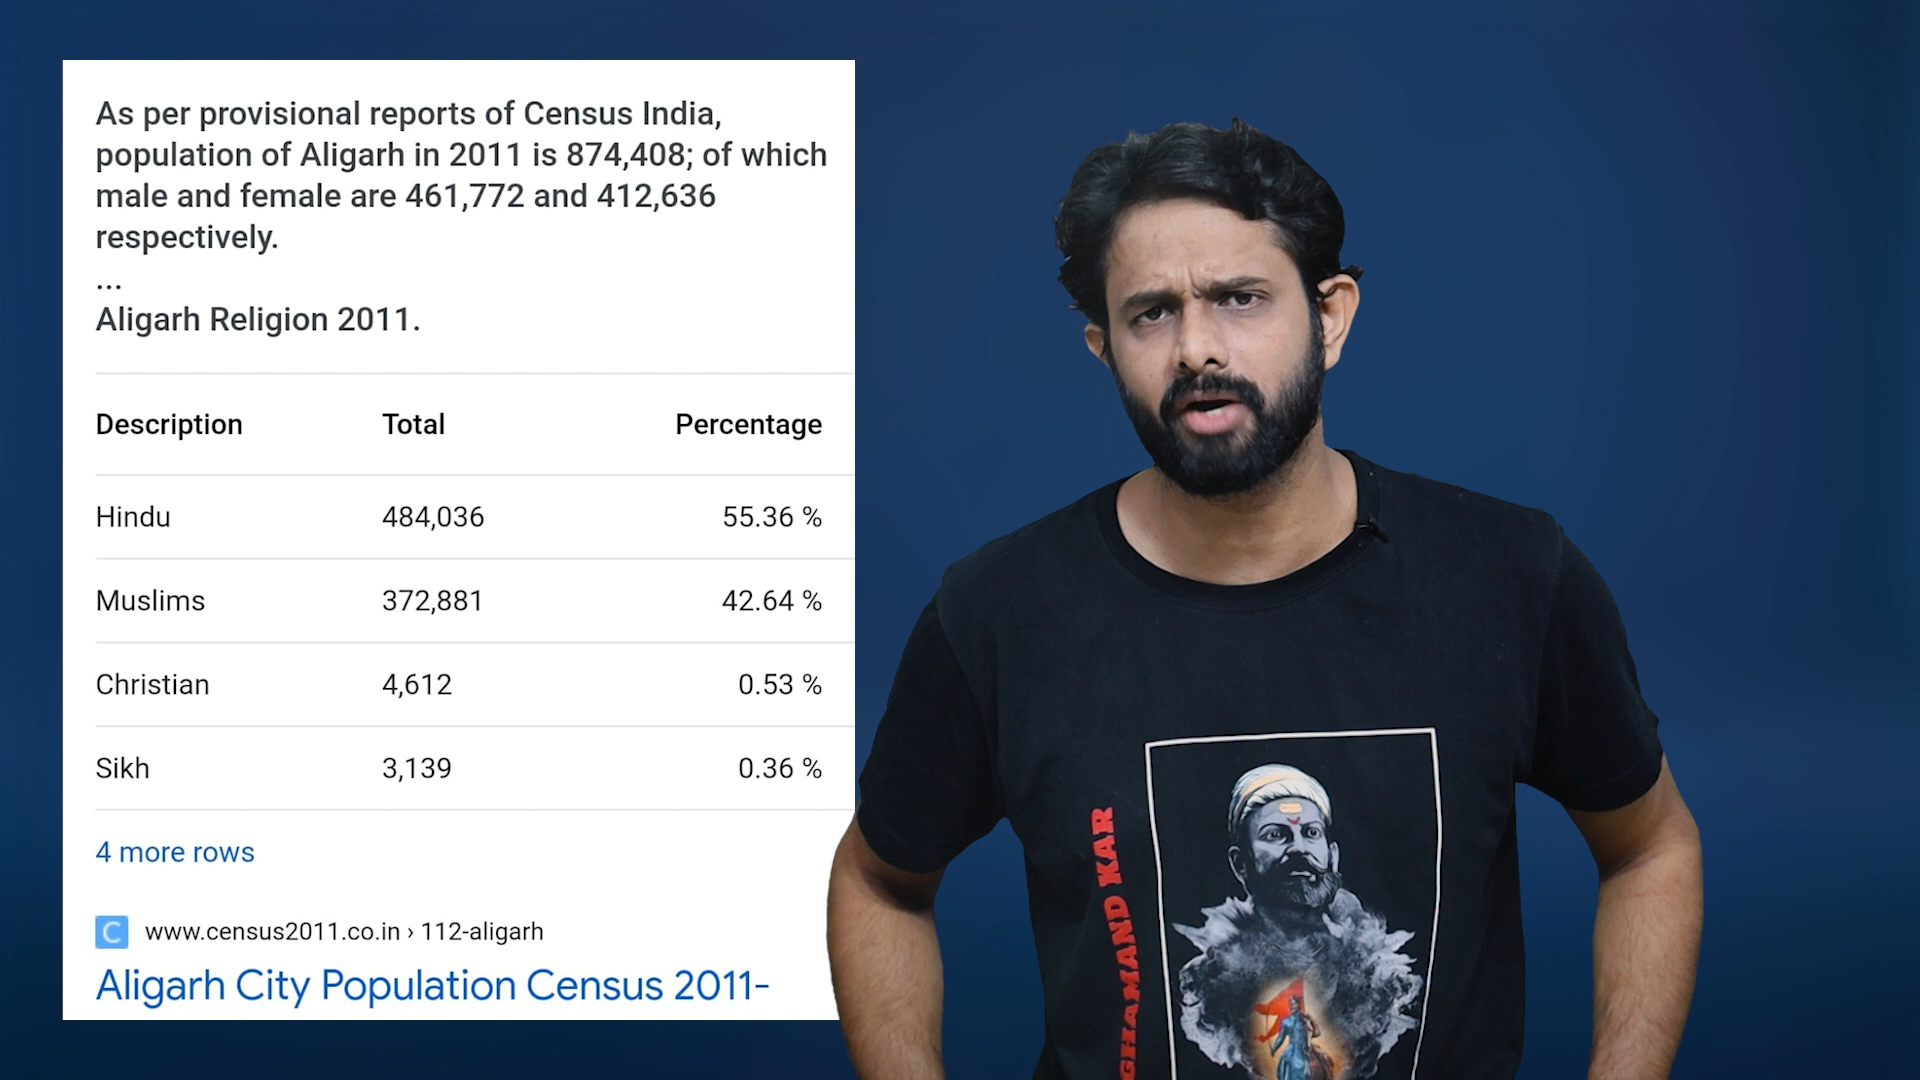 As per provisional reports of Census India,
population of Aligarh in 2011 is 874,408; of which
male and female are 461,772 and 412,636
respectively.
...
Aligarh Religion 2011.
Description Total Percentage
Hindu 484,036 55.36 %
Muslims 372,881 42.64 %
Christian 4,612 0.53 %
Sikh 3,139 0.36 %
4 more rows
C www.census2011.co.in › 112-aligarh
Aligarh City Population Census 2011-
GHAMAND KAR